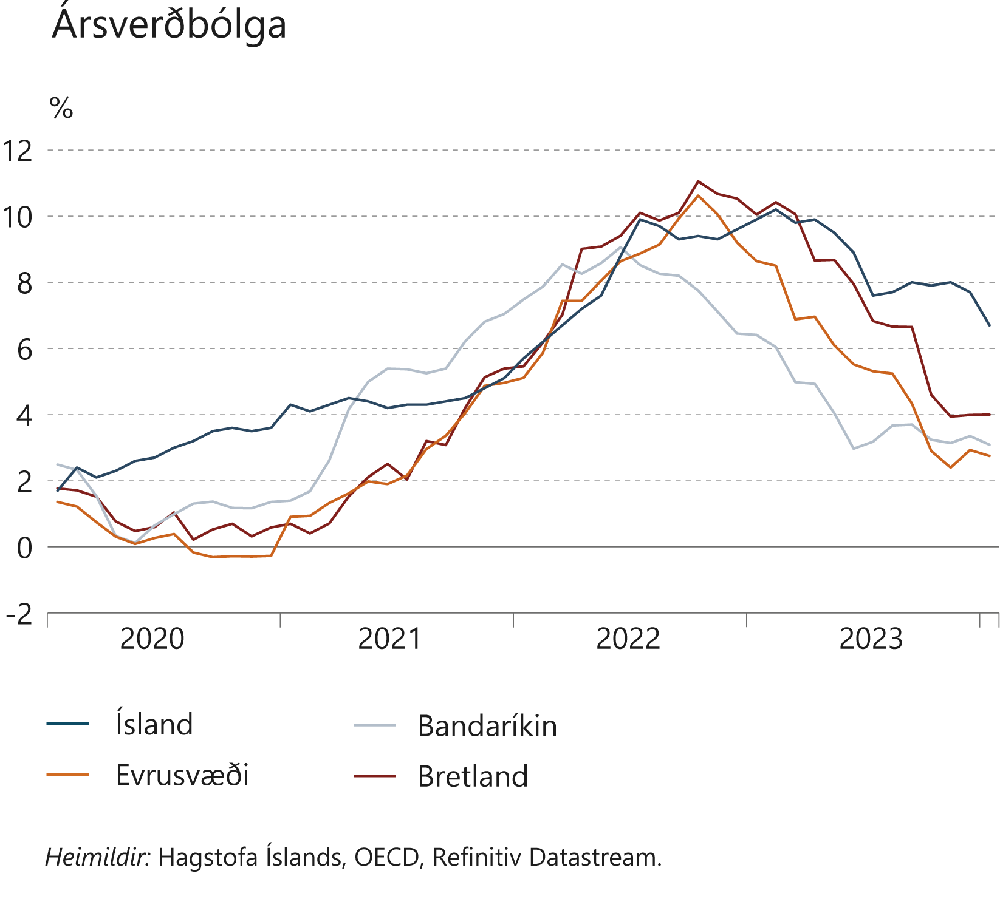 Ársverðbólga
%
12
10
8
6
4
2
0
-2
2020 2021 2022 2023
Ísland Bandaríkin
Evrusvæði Bretland
Heimildir: Hagstofa Íslands, OECD, Refinitiv Datastream.